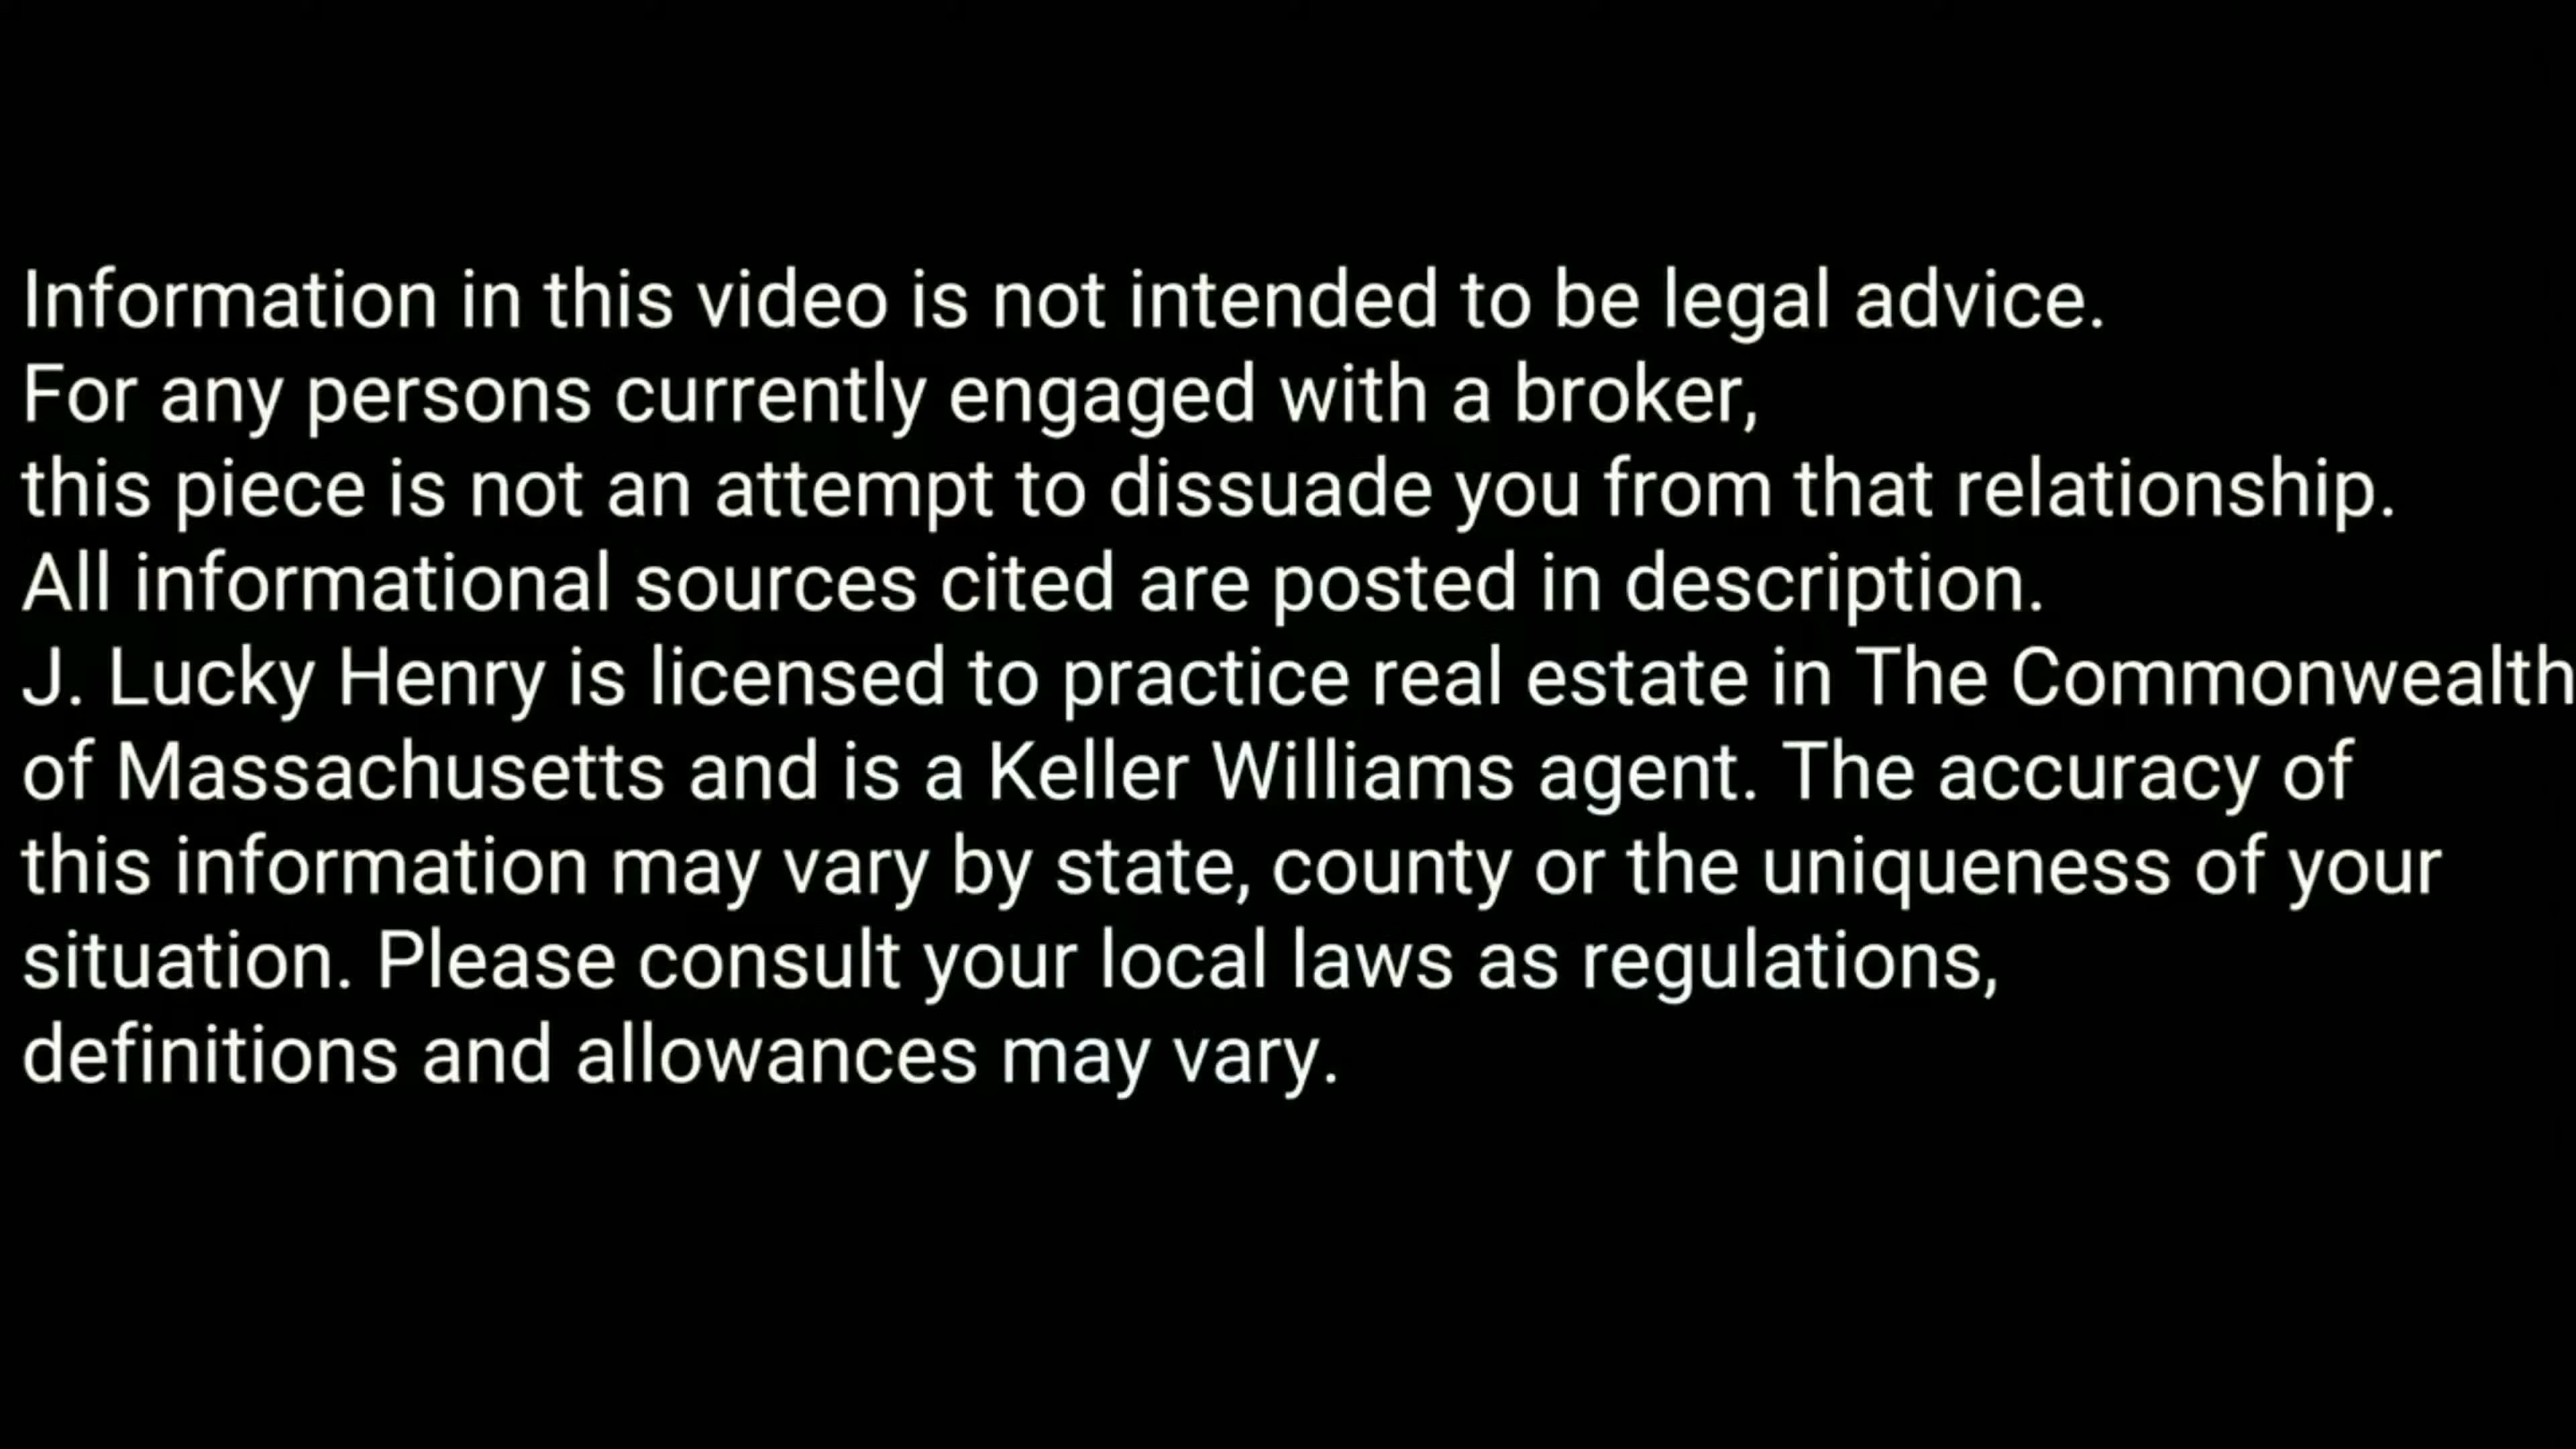 Information in this video is not intended to be legal advice.
For any persons currently engaged with a broker,
this piece is not an attempt to dissuade you from that relationship.
All informational sources cited are posted in description.
J. Lucky Henry is licensed to practice real estate in The Commonwealth
of Massachusetts and is a Keller Williams agent. The accuracy of
this information may vary by state, county or the uniqueness of your
situation. Please consult your local laws as regulations,
definitions and allowances may vary.